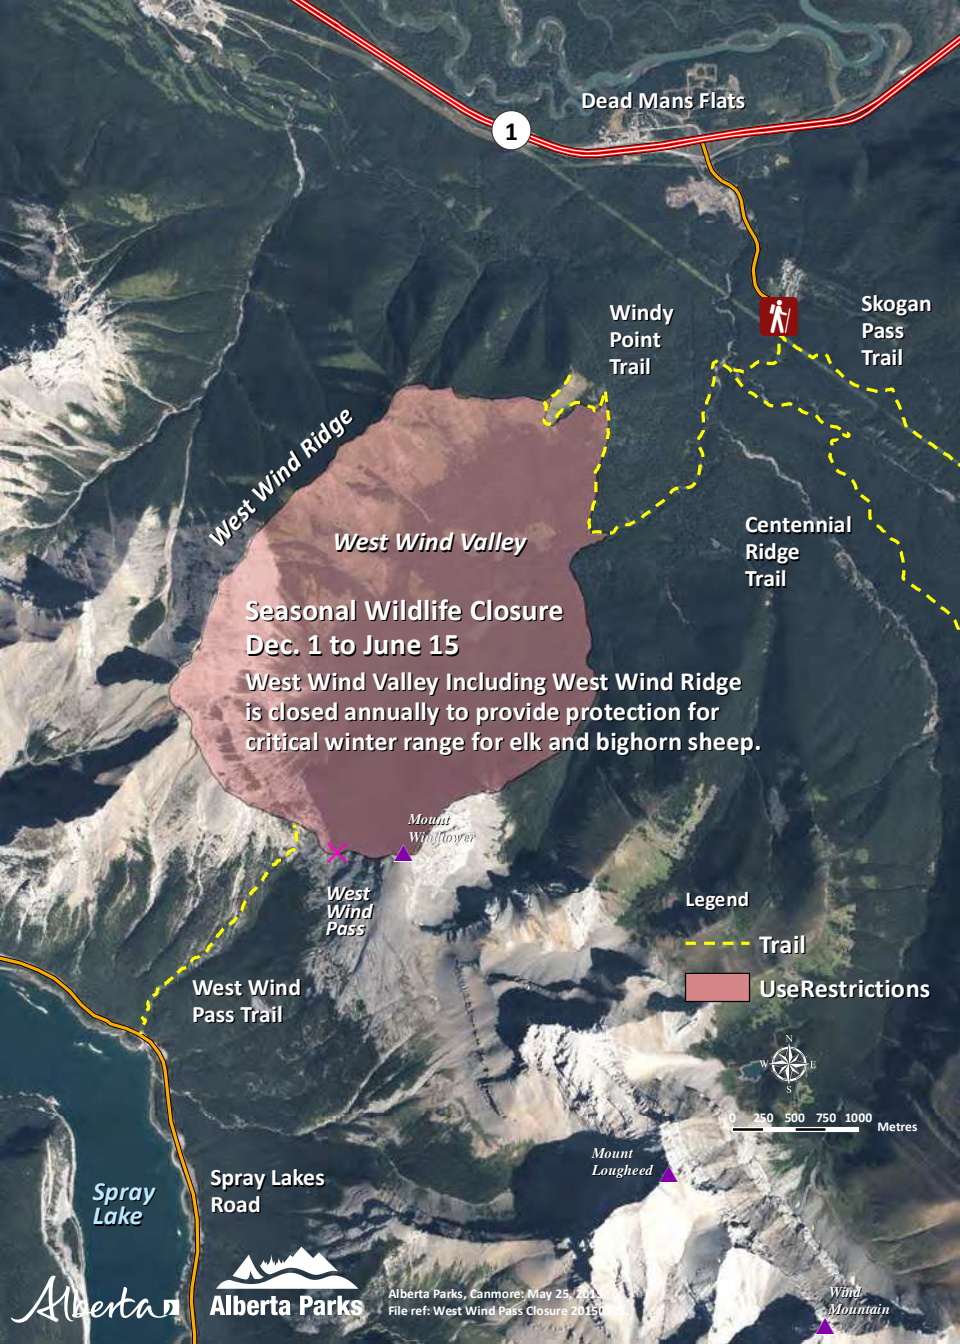 Dead Mans Flats
1
Windy
Point
Trail
Skogan
Pass
Trail
West Wind Ridge
West Wind Valley
Centennial
Ridge
Trail
Seasonal Wildlife Closure
Dec. 1 to June 15
West Wind Valley Including West Wind Ridge
is closed annually to provide protection for
critical winter range for elk and bighorn sheep.
Mount
Windtower
West
Wind
Pass
Legend
Trail
UseRestrictions
West Wind
Pass Trail
N
W E
S
0 250 500 750 1000
Metres
Mount
Lougheed
Spray Lakes
Road
Spray
Lake
Alberta
Alberta Parks
Alberta Parks, Canmore: May 25,
File ref: West Wind Pass Closure
Wind
Mountain